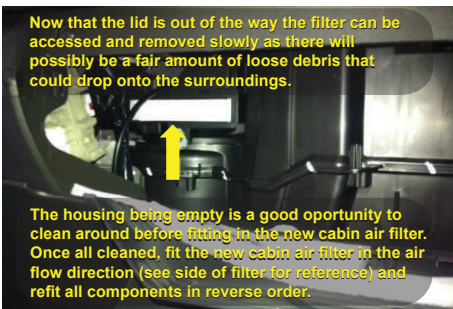 Now that the lid is out of the way the filter can be
accessed and removed slowly as there will
possibly be a fair amount of loose debris that
could drop onto the surroundings.
The housing being empty is a good oportunity to
clean around before fitting in the new cabin air filter.
Once all cleaned, fit the new cabin air filter in the air
flow direction (see side of filter for reference) and
refit all components in reverse order.